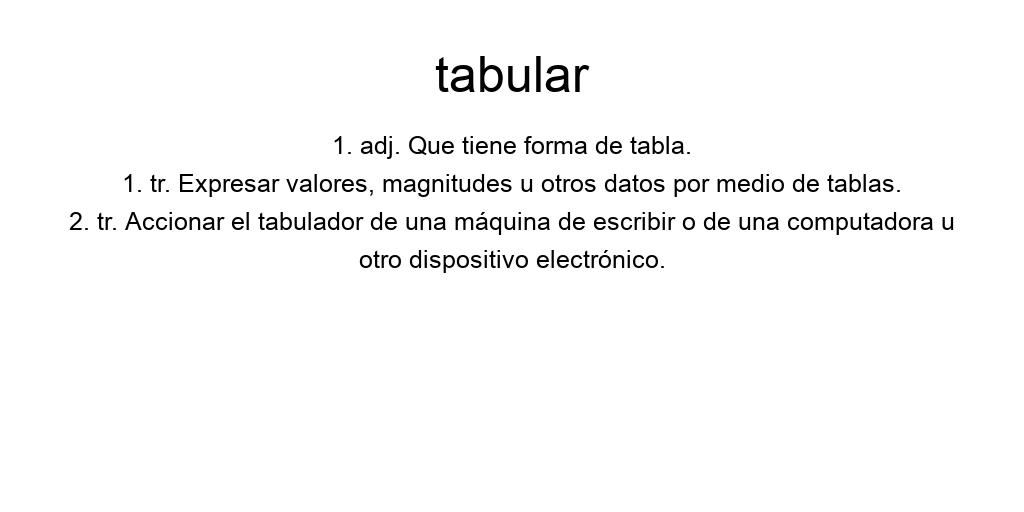 tabular
1. adj. Que tiene forma de tabla.
1. tr. Expresar valores, magnitudes u otros datos por medio de tablas.
2. tr. Accionar el tabulador de una máquina de escribir o de una computadora u
otro dispositivo electrónico.